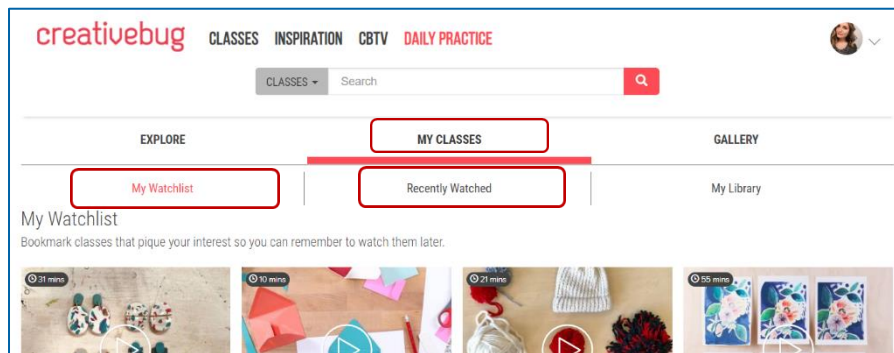 creativebug CLASSES INSPIRATION CBTV DAILY PRACTICE
CLASSES Search
EXPLORE MY CLASSES GALLERY
My Watchlist Recently Watched My Library
My Watchlist
Bookmark classes that pique your interest so you can remember to watch them later.
31 mins 10 mins 21 mins 55 mins